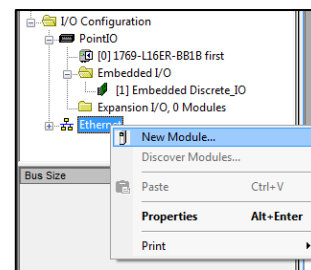 I/O Configuration
PointIO
[0] 1769-L16ER-BB1B first
Embedded I/O
[1] Embedded Discrete_IO
Expansion I/O, 0 Modules
Ethernet
New Module...
Discover Modules...
Bus Size
Paste Ctrl+V
Properties Alt+Enter
Print